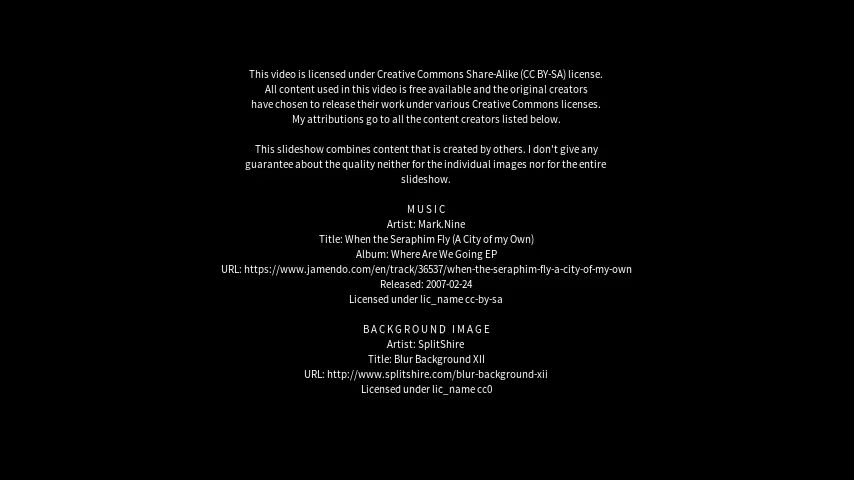 This video is licensed under Creative Commons Share-Alike (CC BY-SA) license.
All content used in this video is free available and the original creators
have chosen to release their work under various Creative Commons licenses.
My attributions go to all the content creators listed below.
This slideshow combines content that is created by others. I don't give any
guarantee about the quality neither for the individual images nor for the entire
slideshow.
MUSIC
Artist: Mark.Nine
Title: When the Seraphim Fly (A City of my Own)
Album: Where Are We Going EP
URL: https://www.jamendo.com/en/track/36537/when-the-seraphim-fly-a-city-of-my-own
Released: 2007-02-24
Licensed under lic_name cc-by-sa
BACKGROUND IMAGE
Artist: SplitShire
Title: Blur Background XII
URL: http://www.splitshire.com/blur-background-xii
Licensed under lic_name cc0